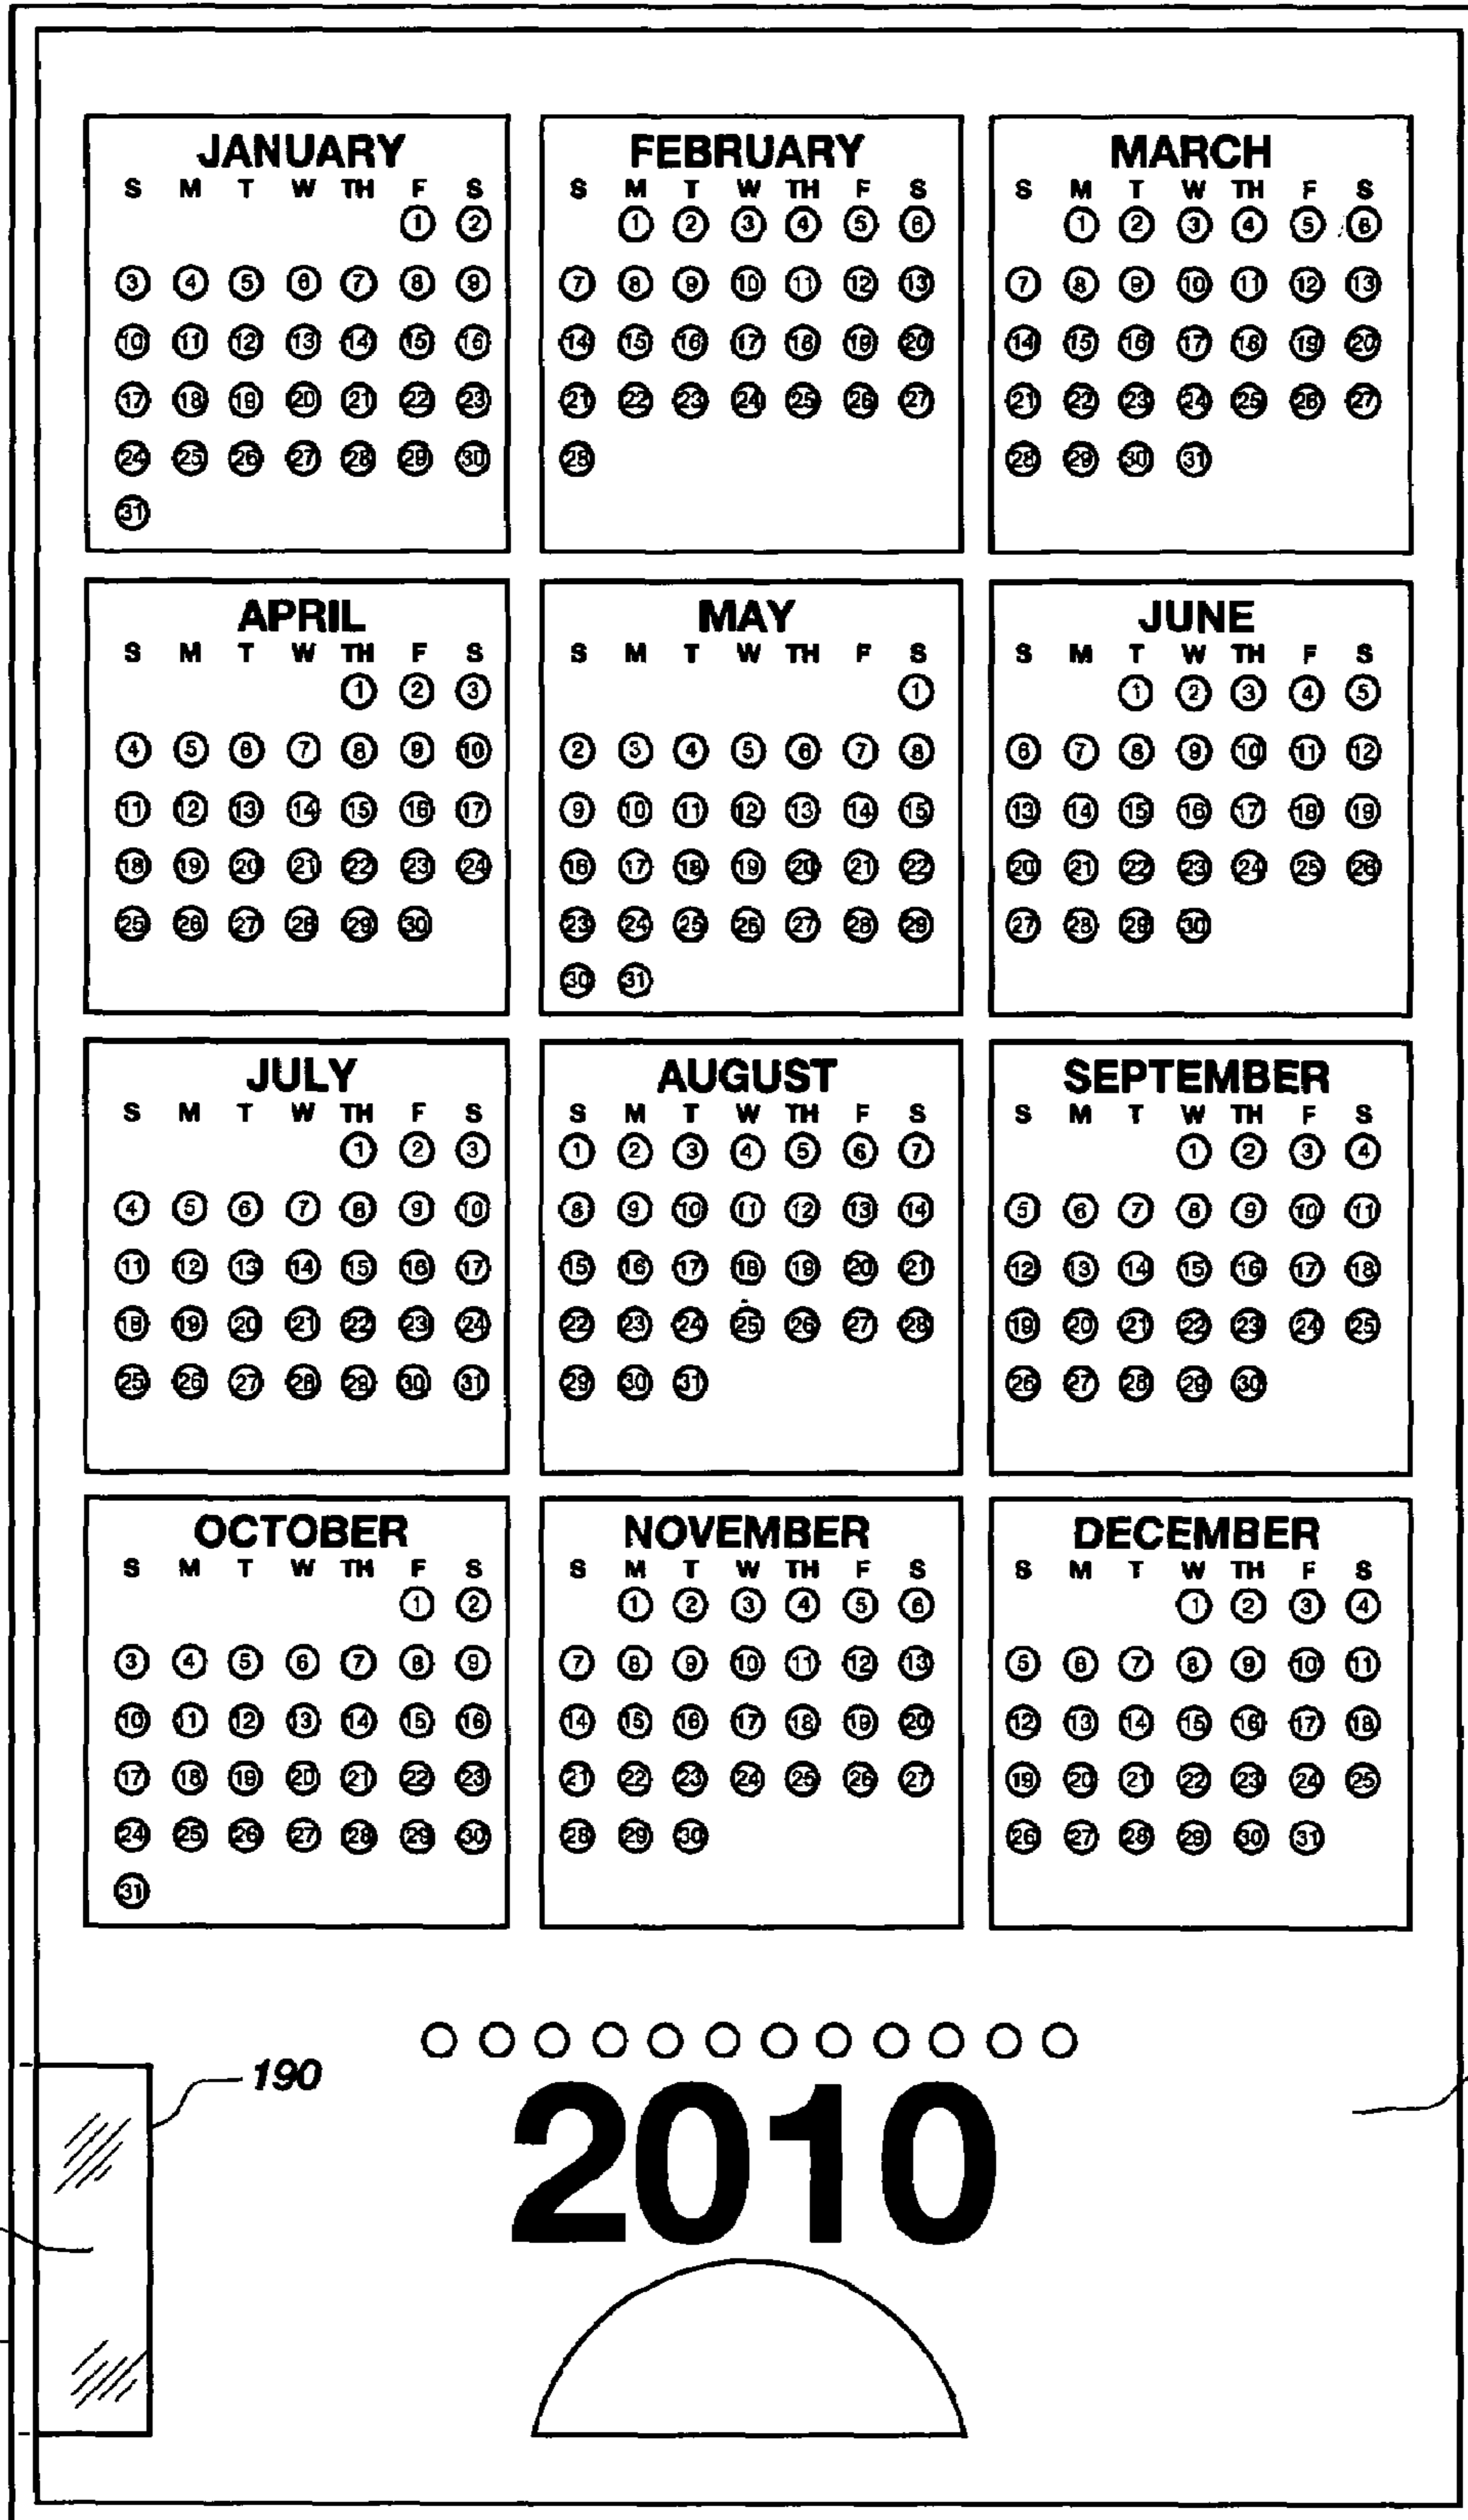 JANUARY
S M T W TH F S
1 2
3 4 5 6 7 8 9
10 11 12 13 14 15 16
17 18 19 20 21 22 23
24 25 26 27 28 29 30
31
FEBRUARY
S M T W TH F S
1 2 3 4 5 6
7 8 9 10 11 12 13
14 15 16 17 18 19 20
21 22 23 24 25 26 27
28
MARCH
S M T W TH F S
1 2 3 4 5 6
7 8 9 10 11 12 13
14 15 16 17 18 19 20
21 22 23 24 25 26 27
28 29 30 31
APRIL
S M T W TH F S
1 2 3
4 5 6 7 8 9 10
11 12 13 14 15 16 17
18 19 20 21 22 23 24
25 26 27 28 29 30
MAY
S M T W TH F S
1
2 3 4 5 6 7 8
9 10 11 12 13 14 15
16 17 18 19 20 21 22
23 24 25 26 27 28 29
30 31
JUNE
S M T W TH F S
1 2 3 4 5
6 7 8 9 10 11 12
13 14 15 16 17 18 19
20 21 22 23 24 25 26
27 28 29 30
JULY
S M T W TH F S
1 2 3
4 5 6 7 8 9 10
11 12 13 14 15 16 17
18 19 20 21 22 23 24
25 26 27 28 29 30 31
AUGUST
S M T W TH F S
1 2 3 4 5 6 7
8 9 10 11 12 13 14
15 16 17 18 19 20 21
22 23 24 25 26 27 28
29 30 31
SEPTEMBER
S M T W TH F S
1 2 3 4
5 6 7 8 9 10 11
12 13 14 15 16 17 18
19 20 21 22 23 24 25
26 27 28 29 30
OCTOBER
S M T W TH F S
1 2
3 4 5 6 7 8 9
10 11 12 13 14 15 16
17 18 19 20 21 22 23
24 25 26 27 28 29 30
31
NOVEMBER
S M T W TH F S
1 2 3 4 5 6
7 8 9 10 11 12 13
14 15 16 17 18 19 20
21 22 23 24 25 26 27
28 29 30
DECEMBER
S M T W TH F S
1 2 3 4
5 6 7 8 9 10 11
12 13 14 15 16 17 18
19 20 21 22 23 24 25
26 27 28 29 30 31
190
2010